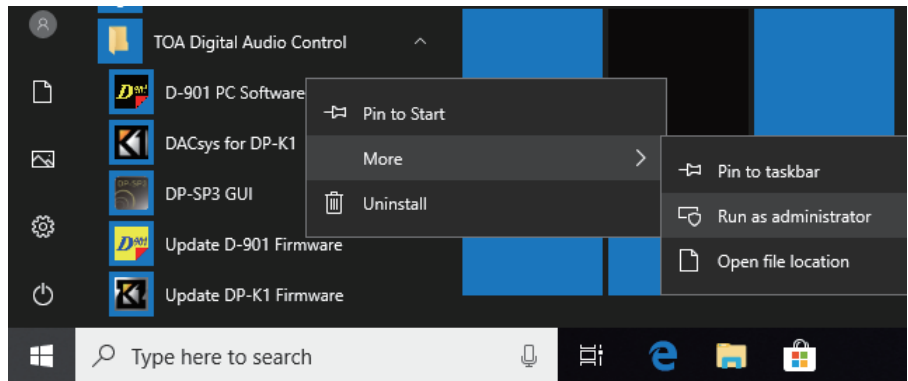 TOA Digital Audio Control
D-901 PC Software
DACsys for DP-K1
DP-SP3 GUI
Update D-901 Firmware
Update DP-K1 Firmware
Pin to Start
More
Uninstall
Pin to taskbar
Run as administrator
Open file location
Type here to search